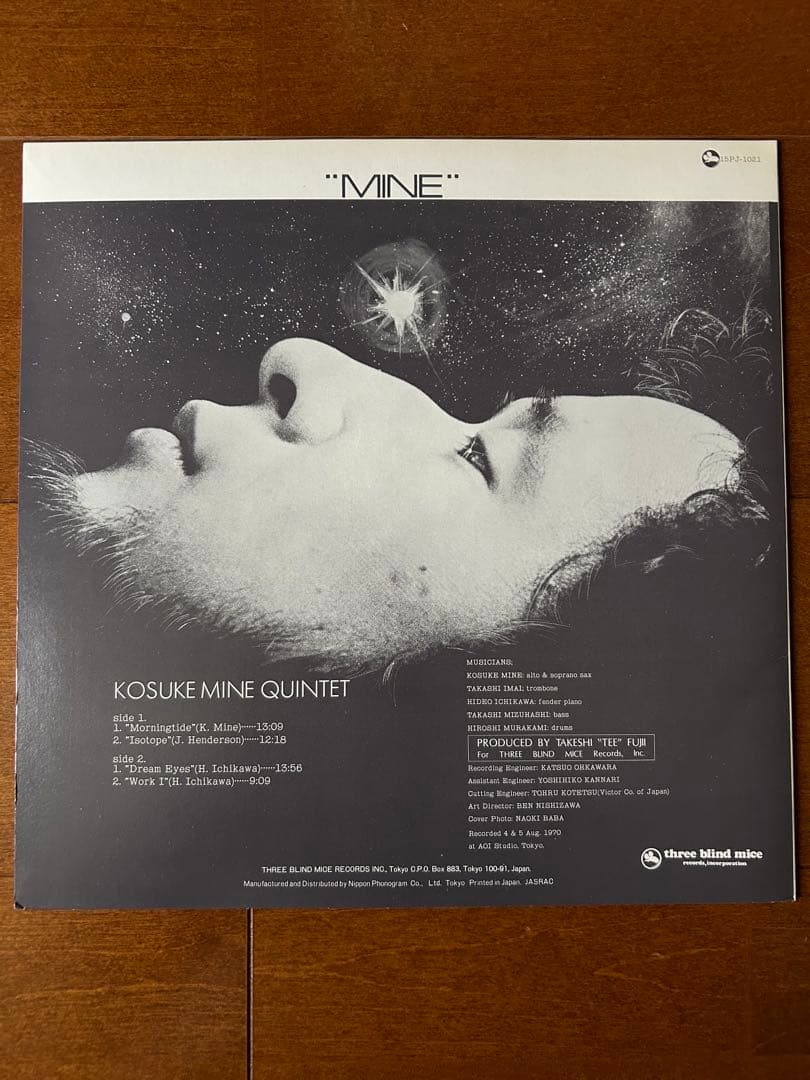 15PJ-1021
"MINE"
KOSUKE MINE QUINTET
side 1.
1. "Morningtide"(K. Mine)······13:09
2. "Isotope"(J. Henderson)······12:18
side 2.
1. "Dream Eyes"(H. Ichikawa)······13:56
2. "Work I"(H. Ichikawa)······9:09
MUSICIANS;
KOSUKE MINE: alto & soprano sax
TAKASHI IMAI; trombone
HIDEO ICHIKAWA: fender piano
TAKASHI MIZUHASHI: bass
HIROSHI MURAKAMI: drums
PRODUCED BY TAKESHI "TEE" FUJII
For THREE BLIND MICE Records, Inc.
Recording Engineer: KATSUO OHKAWARA
Assistant Engineer: YOSHIHIKO KANNARI
Cutting Engineer: TOHRU KOTETSU(Victor Co. of Japan)
Art Director: BEN NISHIZAWA
Cover Photo: NAOKI BABA
Recorded 4 & 5 Aug. 1970
at AOI Studio, Tokyo.
three blind mice
records, incorporation
THREE BLIND MICE RECORDS INC., Tokyo C.P.O. Box 883, Tokyo 100-91, Japan.
Manufactured and Distributed by Nippon Phonogram Co., Ltd. Tokyo Printed in Japan. JASRAC